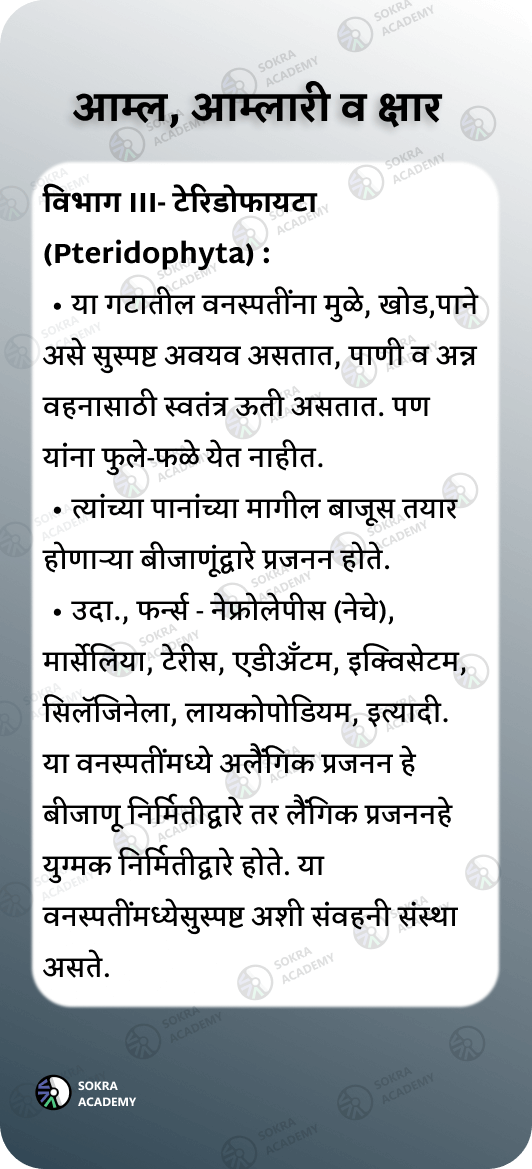 आम्ल, आम्लारी व क्षार
विभाग III- टेरिडोफायटा
(Pteridophyta) :
• या गटातील वनस्पतींना मुळे, खोड,पाने
असे सुस्पष्ट अवयव असतात, पाणी व अन्न
वहनासाठी स्वतंत्र ऊती असतात. पण
यांना फुले-फळे येत नाहीत.
• त्यांच्या पानांच्या मागील बाजूस तयार
होणाऱ्या बीजाणूंद्वारे प्रजनन होते.
• उदा., फर्न्स - नेफ्रोलेपीस (नेचे),
मार्सेलिया, टेरीस, एडीअँटम, इक्विसेटम,
सिलॅजिनेला, लायकोपोडियम, इत्यादी.
या वनस्पतींमध्ये अलैंगिक प्रजनन हे
बीजाणू निर्मितीद्वारे तर लैंगिक प्रजननहे
युग्मक निर्मितीद्वारे होते. या
वनस्पतींमध्येसुस्पष्ट अशी संवहनी संस्था
असते.
SOKRA
ACADEMY